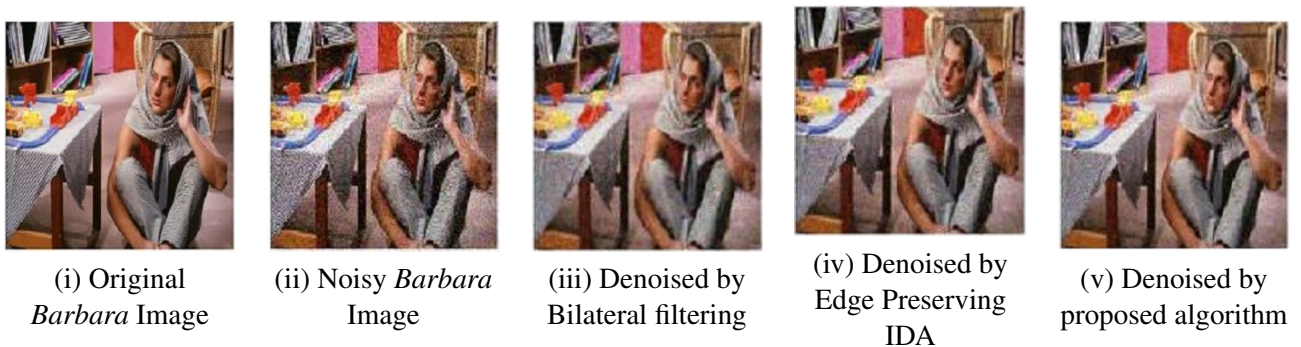 (i) Original
Barbara Image
(ii) Noisy Barbara
Image
(iii) Denoised by
Bilateral filtering
(iv) Denoised by
Edge Preserving
IDA
(v) Denoised by
proposed algorithm